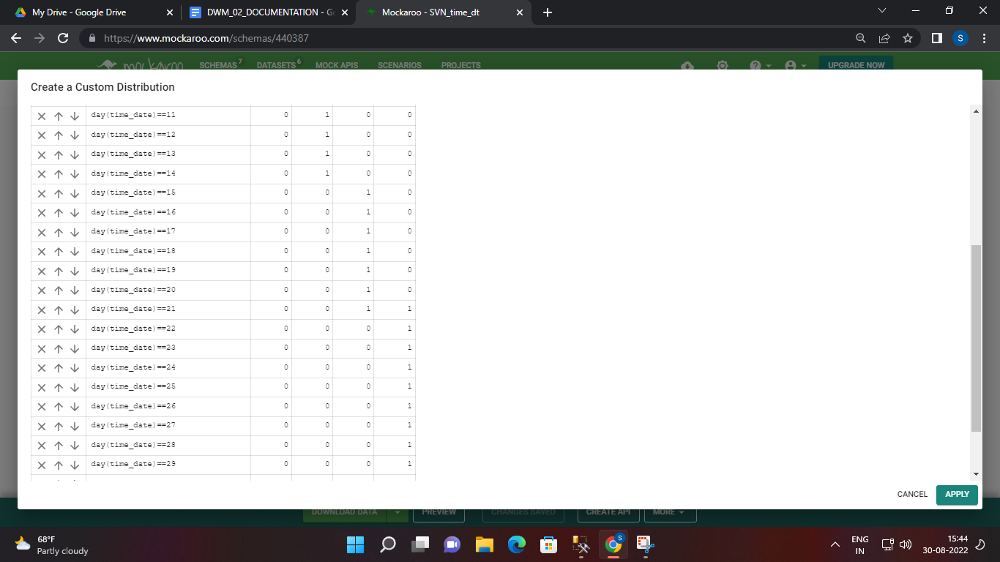 My Drive - Google Drive
DWM_02_DOCUMENTATION - Go
Mockaroo - SVN_time_dt
https://www.mockaroo.com/schemas/440387
S
mockaroo SCHEMAS 7 DATASETS 6 MOCK APIS SCENARIOS PROJECTS UPGRADE NOW
Create a Custom Distribution
day(time_date)==11 0 1 0 0
day(time_date)==12 0 1 0 0
day(time_date)==13 0 1 0 0
day(time_date)==14 0 1 0 0
day(time_date)==15 0 0 1 0
day(time_date)==16 0 0 1 0
day(time_date)==17 0 0 1 0
day(time_date)==18 0 0 1 0
day(time_date)==19 0 0 1 0
day(time_date)==20 0 0 1 0
day(time_date)==21 0 0 1 1
day(time_date)==22 0 0 0 1
day(time_date)==23 0 0 0 1
day(time_date)==24 0 0 0 1
day(time_date)==25 0 0 0 1
day(time_date)==26 0 0 0 1
day(time_date)==27 0 0 0 1
day(time_date)==28 0 0 0 1
day(time_date)==29 0 0 0 1
CANCEL APPLY
DOWNLOAD DATA PREVIEW CHANGES SAVED CREATE API MORE
68°F
Partly cloudy
S
ENG
IN
15:44
30-08-2022